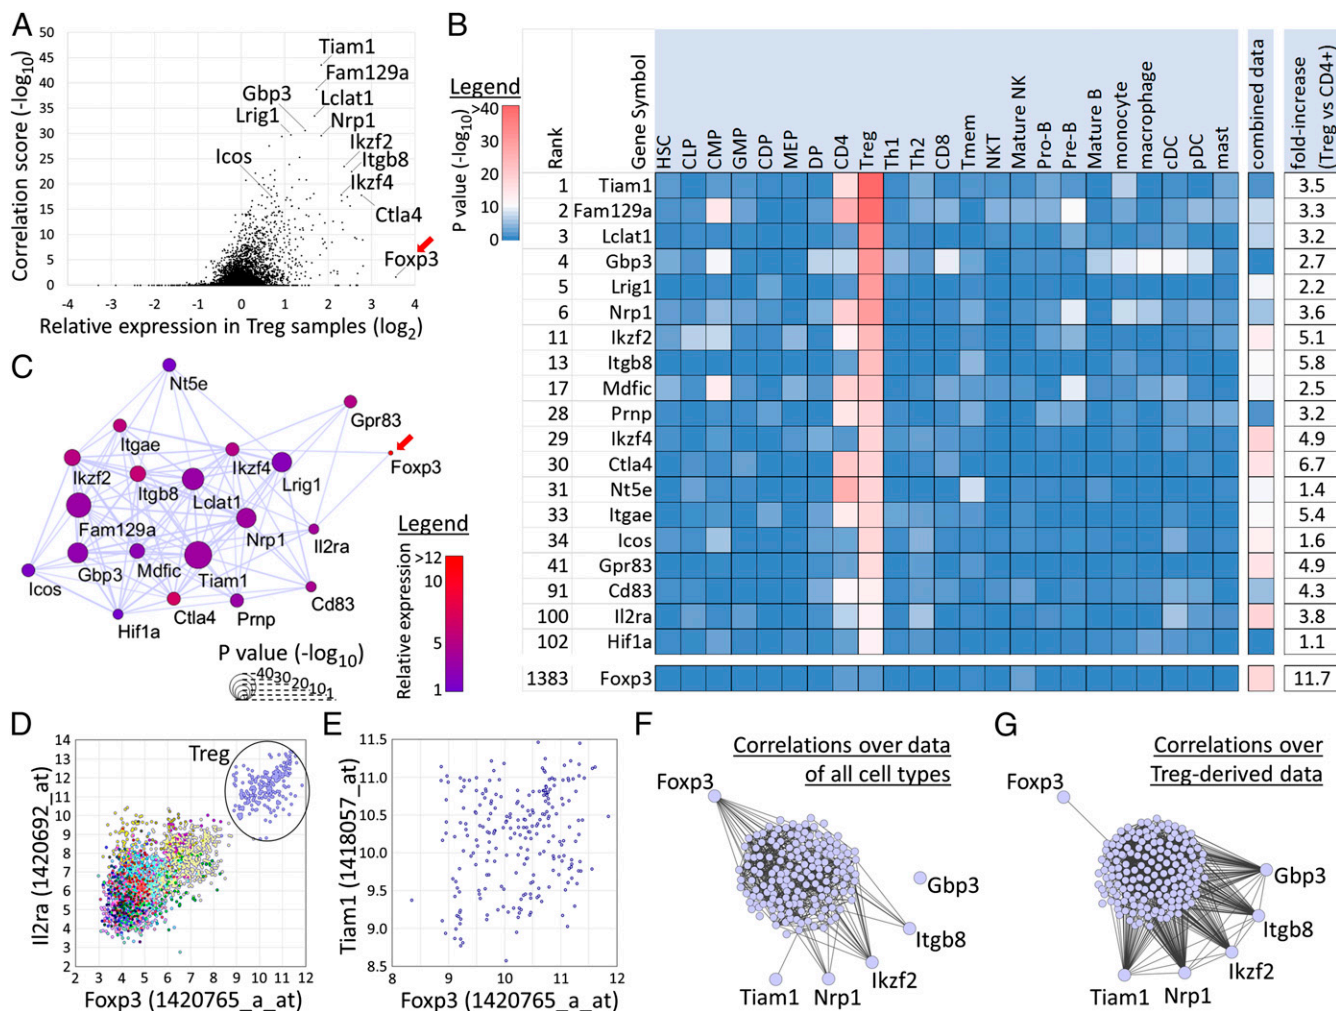 A
Correlation score (-log10)
50
45
40
35
30
25
20
15
10
5
0
Tiam1
Fam129a
Gbp3
Lclat1
Lrig1
Nrp1
Ikzf2
Icos
Itgb8
Ikzf4
Ctla4
Foxp3
-4 -3 -2 -1 0 1 2 3 4
Relative expression in Treg samples (log2)
B
Legend
P value (-log10)
>40
30
20
10
0
Rank Gene Symbol HSC CLP CMP GMP CDP MEP DP CD4 Treg Th1 Th2 CD8 Tmem NKT Mature NK Pro-B Pre-B Mature B monocyte macrophage cDC pDC mast combined data fold-increase (Treg vs CD4+)
1 Tiam1 3.5
2 Fam129a 3.3
3 Lclat1 3.2
4 Gbp3 2.7
5 Lrig1 2.2
6 Nrp1 3.6
11 Ikzf2 5.1
13 Itgb8 5.8
17 Mdfic 2.5
28 Prnp 3.2
29 Ikzf4 4.9
30 Ctla4 6.7
31 Nt5e 1.4
33 Itgae 5.4
34 Icos 1.6
41 Gpr83 4.9
91 Cd83 4.3
100 Il2ra 3.8
102 Hif1a 1.1
1383 Foxp3 11.7
C
Nt5e
Gpr83
Itgae
Foxp3
Ikzf2
Ikzf4
Itgb8
Lrig1
Lclat1
Fam129a
Nrp1
Il2ra
Gbp3
Mdfic
Tiam1
Icos
Cd83
Ctla4
Prnp
Hif1a
P value (-log10)
40 30 20 10 1
Legend
Relative expression
>12
10
8
6
4
1
D
Il2ra (1420692_at)
14
13
12
11
10
9
8
7
6
5
4
3
2
Treg
2 3 4 5 6 7 8 9 10 11 12
Foxp3 (1420765_a_at)
E
Tiam1 (1418057_at)
11.5
11.0
10.5
10.0
9.5
9.0
8.5
8 9 10 11 12
Foxp3 (1420765_a_at)
F
Correlations over data
of all cell types
Foxp3
Gbp3
Itgb8
Ikzf2
Tiam1
Nrp1
G
Correlations over
Treg-derived data
Foxp3
Gbp3
Itgb8
Ikzf2
Nrp1
Tiam1